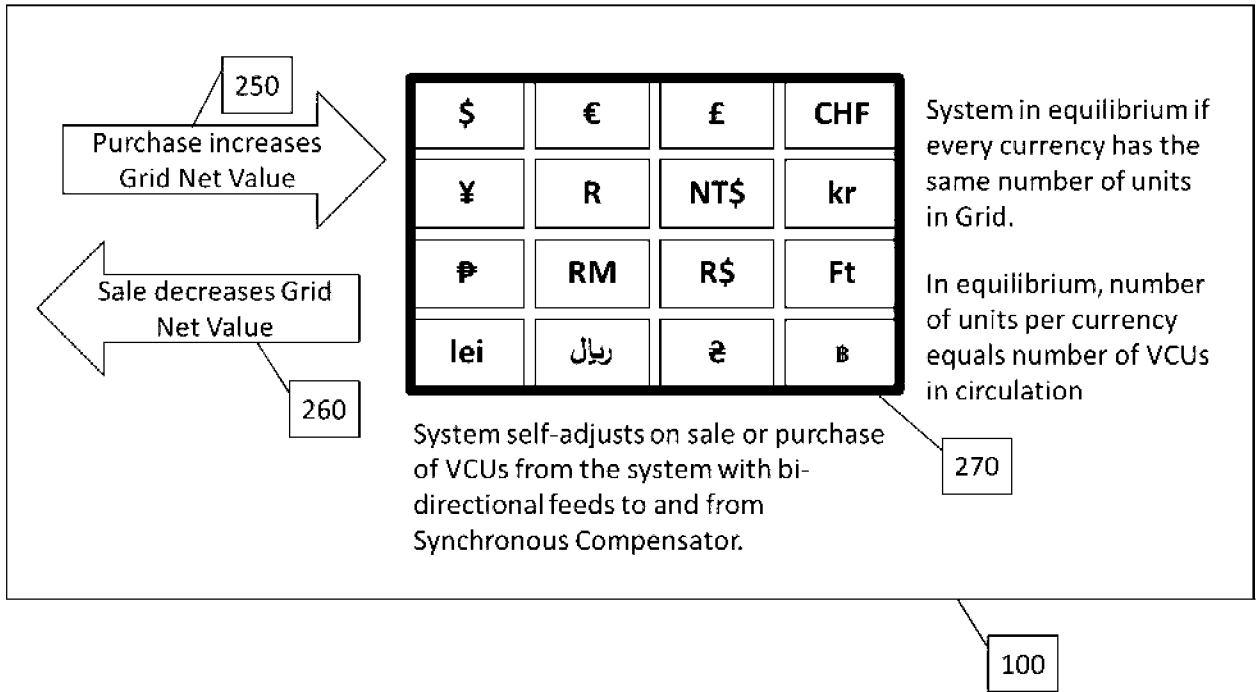 250
Purchase increases
Grid Net Value
$ € £ CHF
¥ R NT$ kr
₱ RM R$ Ft
lei ریال ₴ ฿
System in equilibrium if
every currency has the
same number of units
in Grid.
In equilibrium, number
of units per currency
equals number of VCUs
in circulation
Sale decreases Grid
Net Value
260
270
System self-adjusts on sale or purchase
of VCUs from the system with bi-
directional feeds to and from
Synchronous Compensator.
100